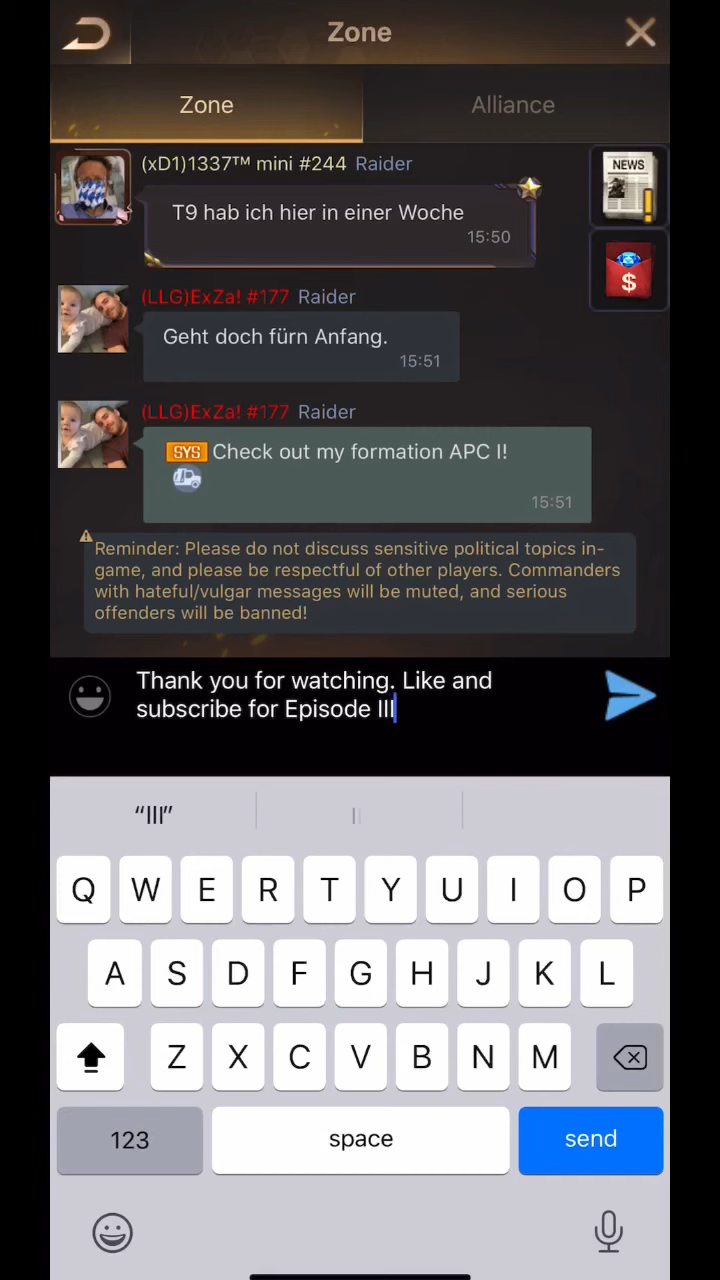 Zone
Zone
Alliance
(xD1)1337™ mini #244 Raider
T9 hab ich hier in einer Woche
15:50
NEWS
$
(LLG)ExZa! #177 Raider
Geht doch fürn Anfang.
15:51
(LLG)ExZa! #177 Raider
SYS Check out my formation APC I!
15:51
Reminder: Please do not discuss sensitive political topics in-
game, and please be respectful of other players. Commanders
with hateful/vulgar messages will be muted, and serious
offenders will be banned!
Thank you for watching. Like and
subscribe for Episode III
“III”
Q W E R T Y U I O P
A S D F G H J K L
Z X C V B N M
123 space send